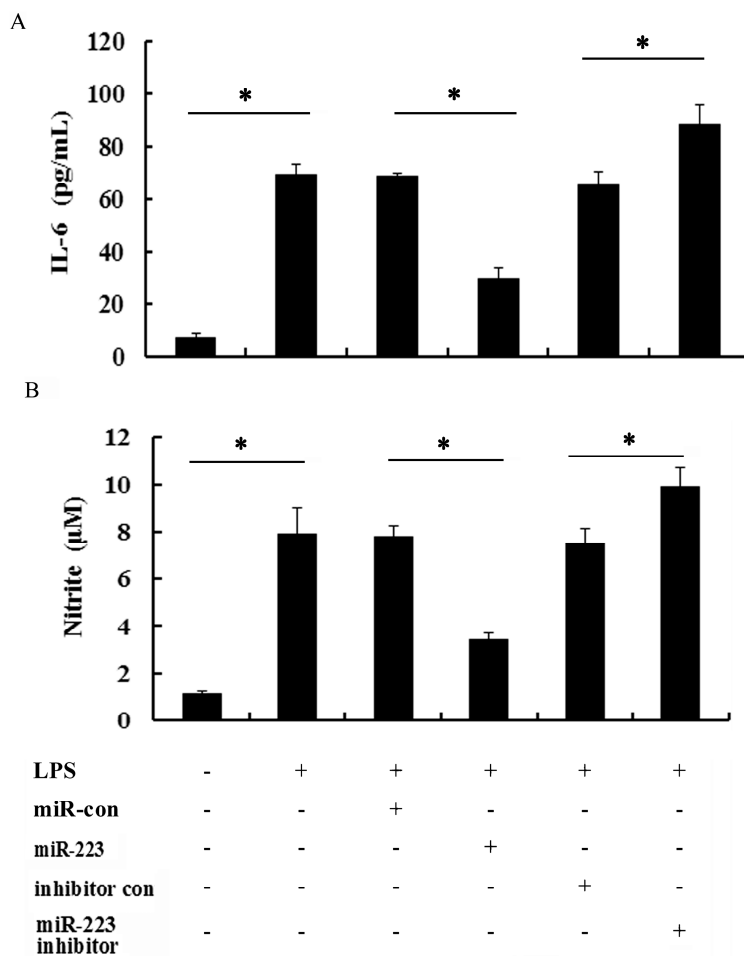 A
120
100
80
60
40
20
0
IL-6 (pg/mL)
* * *
B
12
10
8
6
4
2
0
Nitrite (μM)
* * *
LPS - + + + + +
miR-con - - + - - -
miR-223 - - - + - -
inhibitor con - - - - + -
miR-223
inhibitor - - - - - +